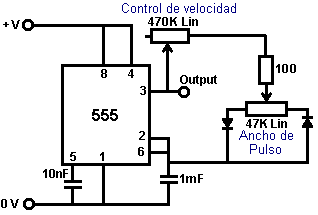 Control de velocidad
470K Lin
+V
8
4
3
Output
100
555
2
6
47K Lin
Ancho de
Pulso
5
1
10nF
1mF
0 V